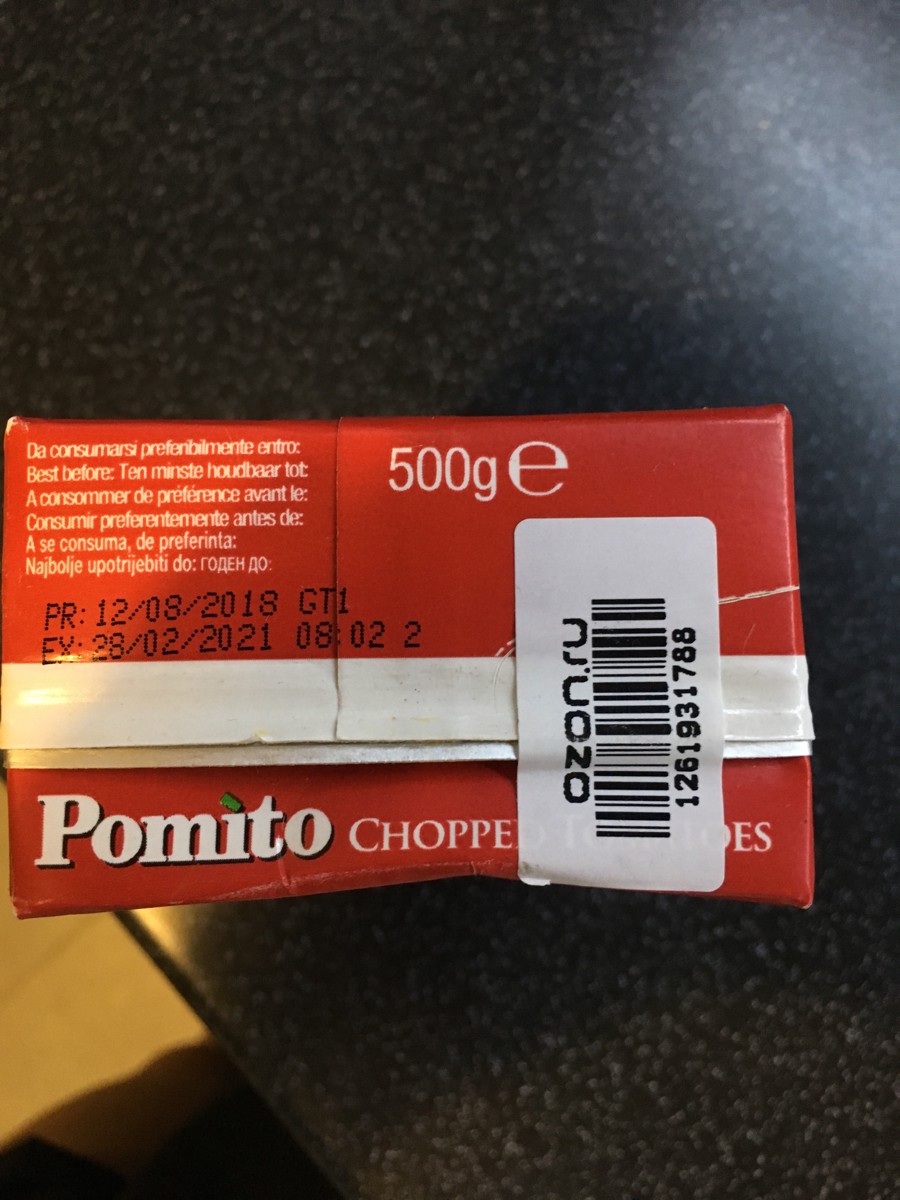 Da consumarsi preferibilmente entro:
Best before: Ten minste houdbaar tot:
A consommer de préférence avant le:
Consumir preferentemente antes de:
A se consuma, de preferinta:
Najbolje upotrijebiti do: ГОДЕН ДО:
500g e
PR: 12/08/2018 GT1
EX: 28/02/2021 08:02 2
ozon.ru
1261931788
Pomito CHOPPED TOMATOES